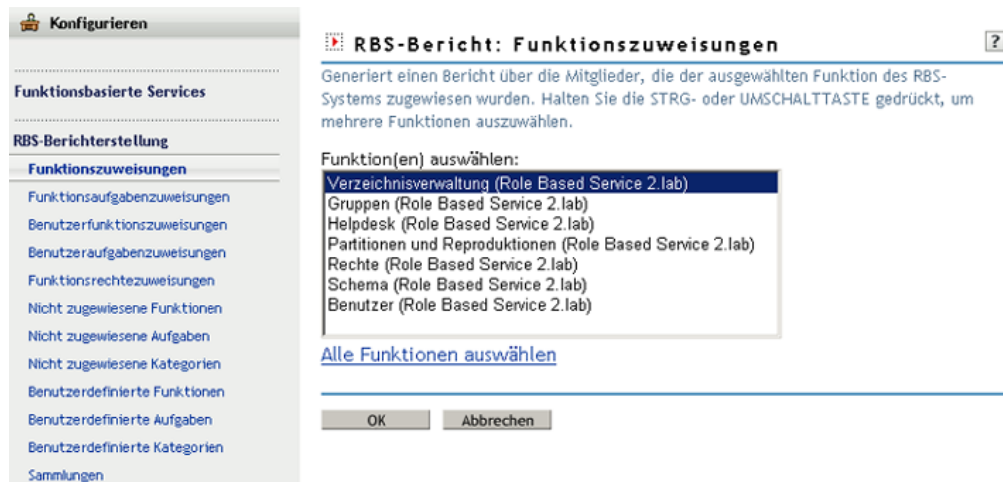 Konfigurieren
Funktionsbasierte Services
RBS-Berichterstellung
Funktionszuweisungen
Funktionsaufgabenzuweisungen
Benutzerfunktionszuweisungen
Benutzeraufgabenzuweisungen
Funktionsrechtezuweisungen
Nicht zugewiesene Funktionen
Nicht zugewiesene Aufgaben
Nicht zugewiesene Kategorien
Benutzerdefinierte Funktionen
Benutzerdefinierte Aufgaben
Benutzerdefinierte Kategorien
Sammlungen
RBS-Bericht: Funktionszuweisungen
?
Generiert einen Bericht über die Mitglieder, die der ausgewählten Funktion des RBS-
Systems zugewiesen wurden. Halten Sie die STRG- oder UMSCHALTTASTE gedrückt, um
mehrere Funktionen auszuwählen.
Funktion(en) auswählen:
Verzeichnisverwaltung (Role Based Service 2.lab)
Gruppen (Role Based Service 2.lab)
Helpdesk (Role Based Service 2.lab)
Partitionen und Reproduktionen (Role Based Service 2.lab)
Rechte (Role Based Service 2.lab)
Schema (Role Based Service 2.lab)
Benutzer (Role Based Service 2.lab)
Alle Funktionen auswählen
OK Abbrechen